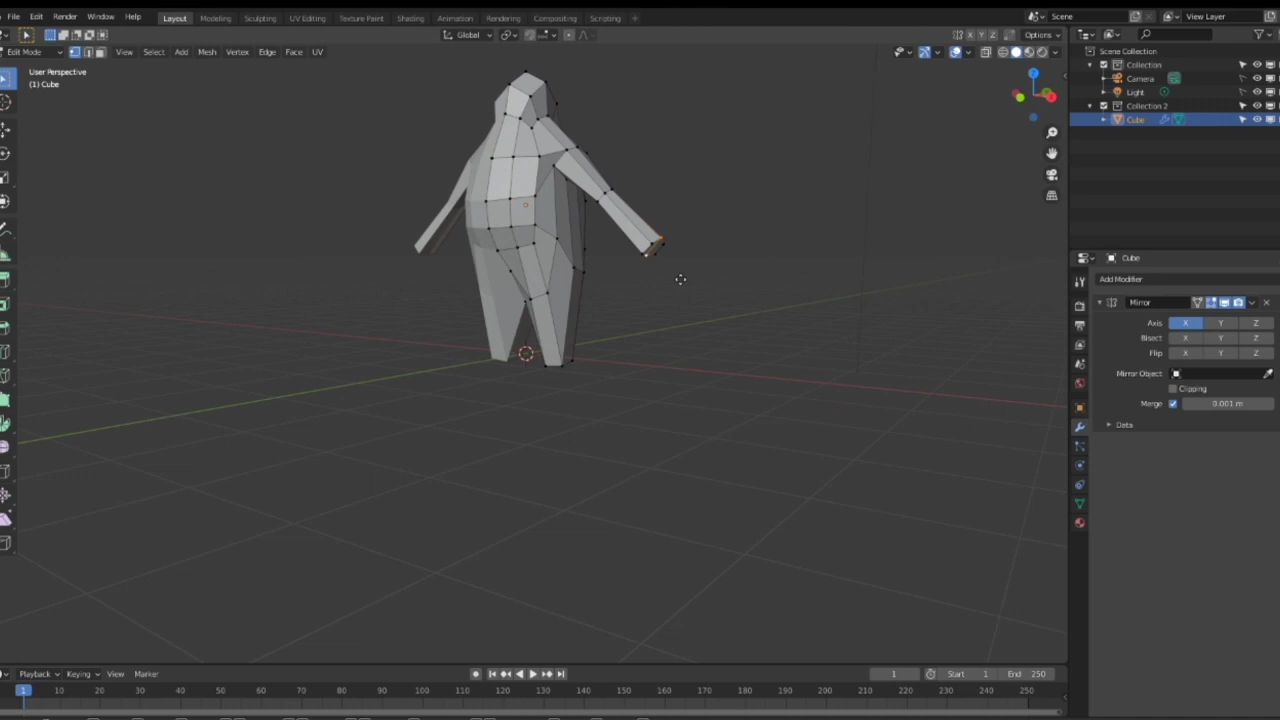 File Edit Render Window Help Layout Modeling Sculpting UV Editing Texture Paint Shading Animation Rendering Compositing Scripting + Scene View Layer
Global X Y Z Options
Edit Mode View Select Add Mesh Vertex Edge Face UV
User Perspective
(1) Cube
Z
Scene Collection
Collection
Camera
Light
Collection 2
Cube
Cube
Add Modifier
Mirror
Axis X Y Z
Bisect X Y Z
Flip X Y Z
Mirror Object
Clipping
Merge 0.001 m
Data
Playback Keying View Marker 1 Start 1 End 250
1 10 20 30 40 50 60 70 80 90 100 110 120 130 140 150 160 170 180 190 200 210 220 230 240 250